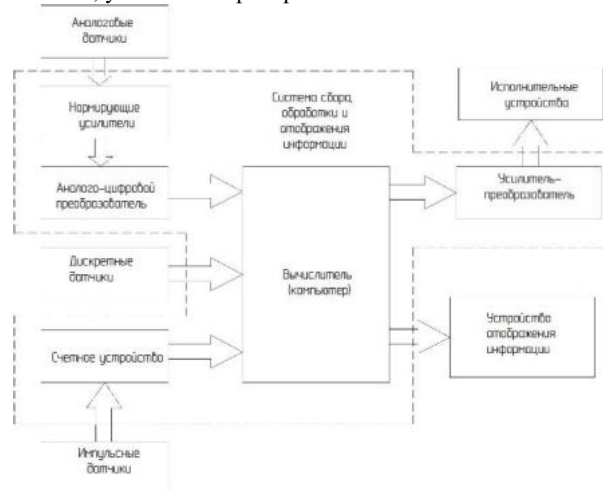 Аналоговые
датчики
Нормирующие
усилители
Аналого-цифровой
преобразователь
Дискретные
датчики
Счетное устройство
Импульсные
датчики
Система сбора,
обработки и
отображения
информации
Вычислитель
(компьютер)
Исполнительные
устройства
Усилитель-
преобразователь
Устройства
отображения
информации